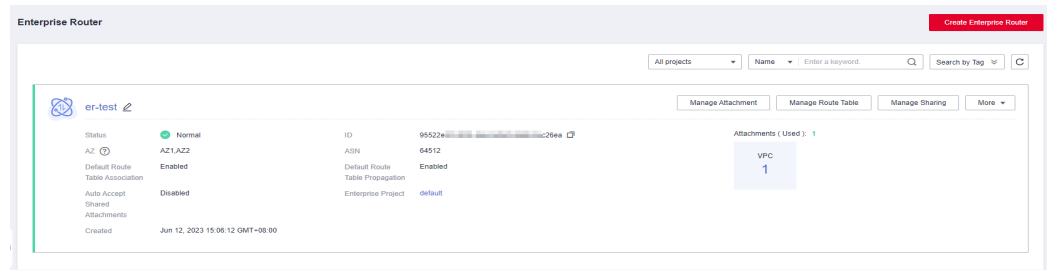 Enterprise Router
Create Enterprise Router
All projects
Name
Enter a keyword.
Search by Tag
er-test
Manage Attachment
Manage Route Table
Manage Sharing
More
Status Normal
ID 95522e c26ea
Attachments ( Used ): 1
AZ AZ1,AZ2
ASN 64512
VPC
1
Default Route
Table Association
Enabled
Default Route
Table Propagation
Enabled
Auto Accept
Shared
Attachments
Disabled
Enterprise Project default
Created Jun 12, 2023 15:06:12 GMT+08:00